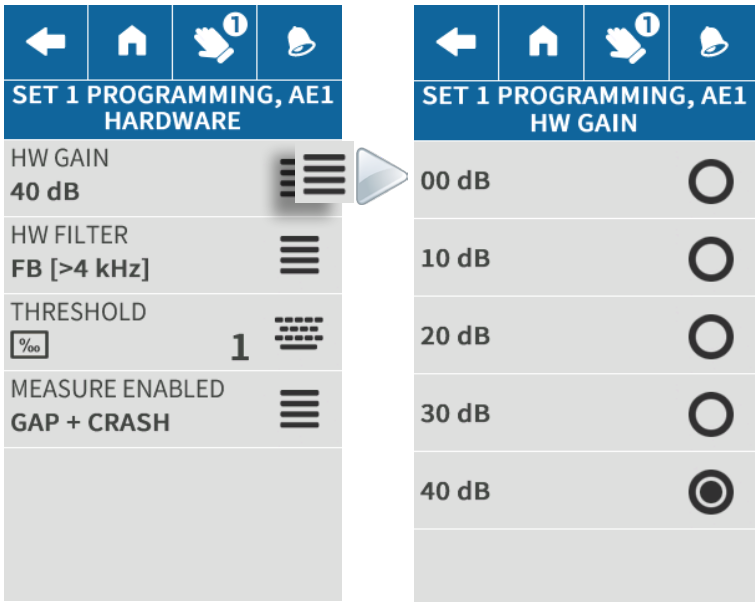 1
SET 1 PROGRAMMING, AE1
HARDWARE
HW GAIN
40 dB
HW FILTER
FB [>4 kHz]
THRESHOLD
‰ 1
MEASURE ENABLED
GAP + CRASH
1
SET 1 PROGRAMMING, AE1
HW GAIN
00 dB
10 dB
20 dB
30 dB
40 dB